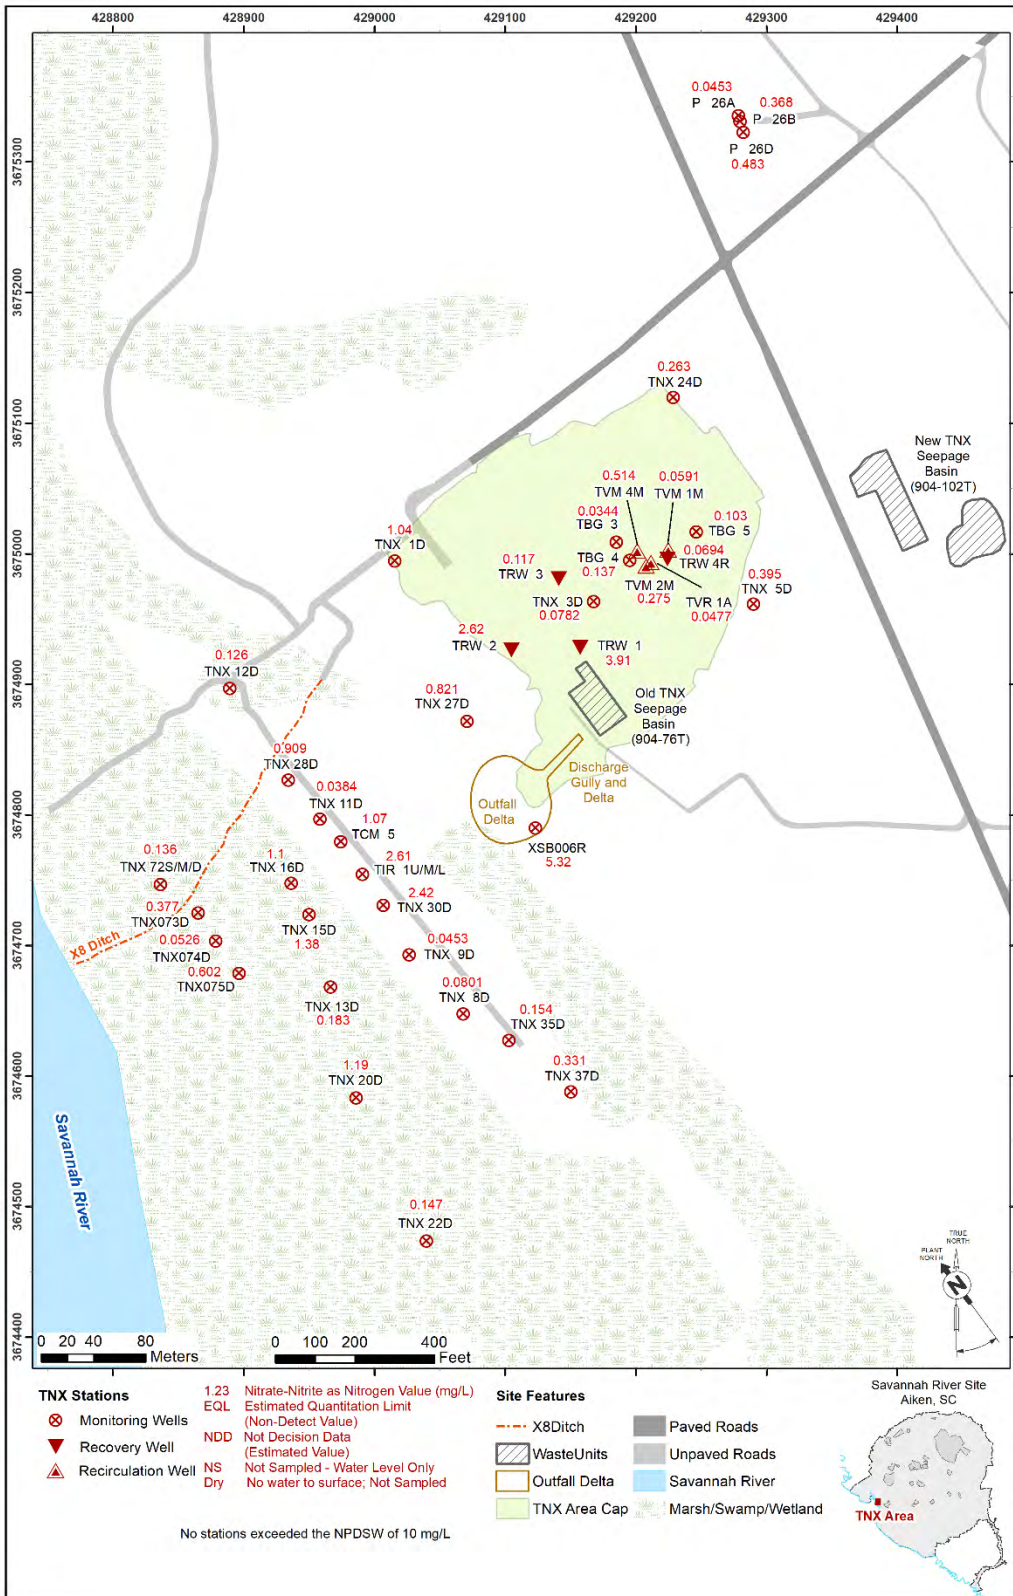 428800 428900 429000 429100 429200 429300 429400
3675300
3675200
3675100
3675000
3674900
3674800
3674700
3674600
3674500
3674400
0.0453
P 26A
0.368
P 26B
P 26D
0.483
0.263
TNX 24D
New TNX
Seepage
Basin
(904-102T)
0.514
TVM 4M
0.0591
TVM 1M
0.0344
TBG 3
0.103
TBG 5
1.04
TNX 1D
TBG 4
0.137
0.0694
TRW 4R
0.117
TRW 3
TVM 2M
0.275
TVR 1A
0.0477
0.395
TNX 5D
TNX 3D
0.0782
2.62
TRW 2
TRW 1
3.91
0.126
TNX 12D
0.821
TNX 27D
Old TNX
Seepage
Basin
(904-76T)
0.909
TNX 28D
Discharge
Gully and
Delta
Outfall
Delta
0.0384
TNX 11D
1.07
TCM 5
XSB006R
5.32
0.136
TNX 72S/M/D
1.1
TNX 16D
2.61
TIR 1U/M/L
0.377
TNX073D
2.42
TNX 30D
TNX 15D
1.38
0.0526
TNX074D
X8 Ditch
0.0453
TNX 9D
0.602
TNX075D
0.0801
TNX 8D
TNX 13D
0.183
0.154
TNX 35D
0.331
TNX 37D
1.19
TNX 20D
Savannah River
0.147
TNX 22D
TRUE
NORTH
PLANT
NORTH
N
0 20 40 80
Meters
0 100 200 400
Feet
TNX Stations
Monitoring Wells
Recovery Well
Recirculation Well
1.23 Nitrate-Nitrite as Nitrogen Value (mg/L)
EQL Estimated Quantitation Limit
(Non-Detect Value)
NDD Not Decision Data
(Estimated Value)
NS Not Sampled - Water Level Only
Dry No water to surface; Not Sampled
Site Features
X8Ditch
WasteUnits
Outfall Delta
TNX Area Cap
Paved Roads
Unpaved Roads
Savannah River
Marsh/Swamp/Wetland
Savannah River Site
Aiken, SC
TNX Area
No stations exceeded the NPDSW of 10 mg/L